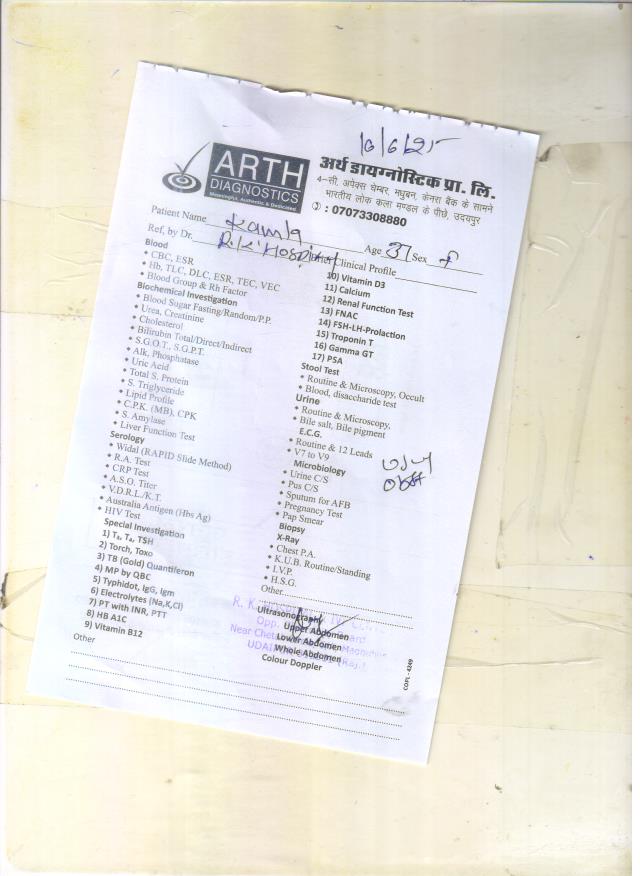 16/6/25
ARTH
DIAGNOSTICS
Meaningful, Authentic & Dedicated
अर्थ डायग्नोस्टिक प्रा. लि.
4-सी, अपेक्स चेम्बर, मधुबन, केनरा बैंक के सामने
भारतीय लोक कला मण्डल के पीछे, उदयपुर
: 07073308880
Patient Name Kamla Age 37 Sex F
Ref, by Dr. R.K. Hospital Clinical Profile
Blood
• CBC, ESR
• Hb, TLC, DLC, ESR, TEC, VEC
• Blood Group & Rh Factor
Biochemical Investigation
• Blood Sugar Fasting/Random/P.P.
• Urea, Creatinine
• Cholesterol
• Bilirubin Total/Direct/Indirect
• S.G.O.T., S.G.P.T.
• Alk, Phosphatase
• Uric Acid
• Total S. Protein
• S. Triglyceride
• Lipid Profile
• C.P.K. (MB), CPK
• S. Amylase
• Liver Function Test
Serology
• Widal (RAPID Slide Method)
• R.A. Test
• CRP Test
• A.S.O. Titer
• V.D.R.L./K.T.
• Australia Antigen (Hbs Ag)
• HIV Test
Special Investigation
1) T₃, T₄, TSH
2) Torch, Toxo
3) TB (Gold) Quantiferon
4) MP by QBC
5) Typhidot, IgG, Igm
6) Electrolytes (Na,K,Cl)
7) PT with INR, PTT
8) HB A1C
9) Vitamin B12
Other
10) Vitamin D3
11) Calcium
12) Renal Function Test
13) FNAC
14) FSH-LH-Prolaction
15) Troponin T
16) Gamma GT
17) PSA
Stool Test
• Routine & Microscopy, Occult
• Blood, disaccharide test
Urine
• Routine & Microscopy,
• Bile salt, Bile pigment
E.C.G.
• Routine & 12 Leads
• V7 to V9
Microbiology
• Urine C/S
• Pus C/S
• Sputum for AFB
• Pregnancy Test
• Pap Smear
Biopsy
X-Ray
• Chest P.A.
• K.U.B. Routine/Standing
• I.V.P.
• H.S.G.
Other
Ultrasonography
Upper Abdomen
Lower Abdomen
Whole Abdomen
Colour Doppler
COPL - 4249